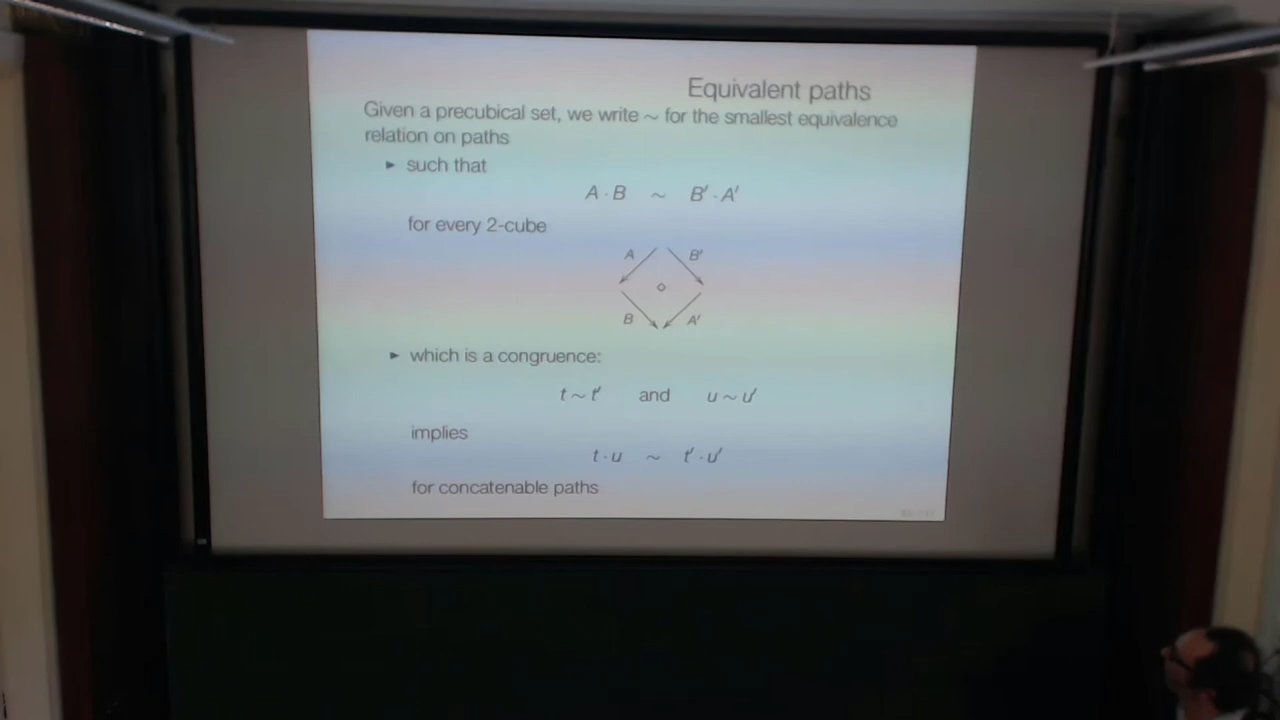 Equivalent paths
Given a precubical set, we write ~ for the smallest equivalence
relation on paths
▸ such that
A · B ~ B′ · A′
for every 2-cube
A B′
◇
B A′
▸ which is a congruence:
t ~ t′ and u ~ u′
implies
t · u ~ t′ · u′
for concatenable paths